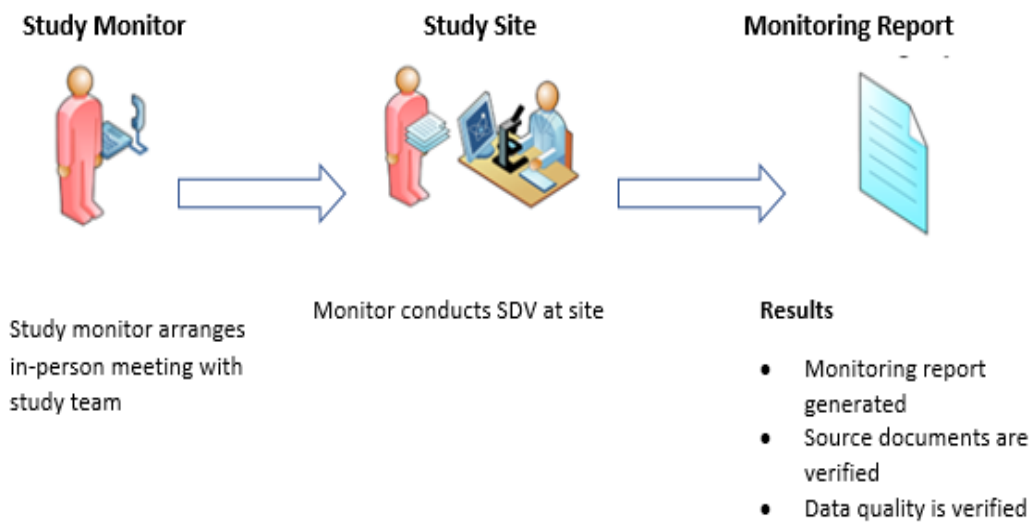 Study Monitor
Study Site
Monitoring Report
Study monitor arranges
in-person meeting with
study team
Monitor conducts SDV at site
Results
• Monitoring report
generated
• Source documents are
verified
• Data quality is verified